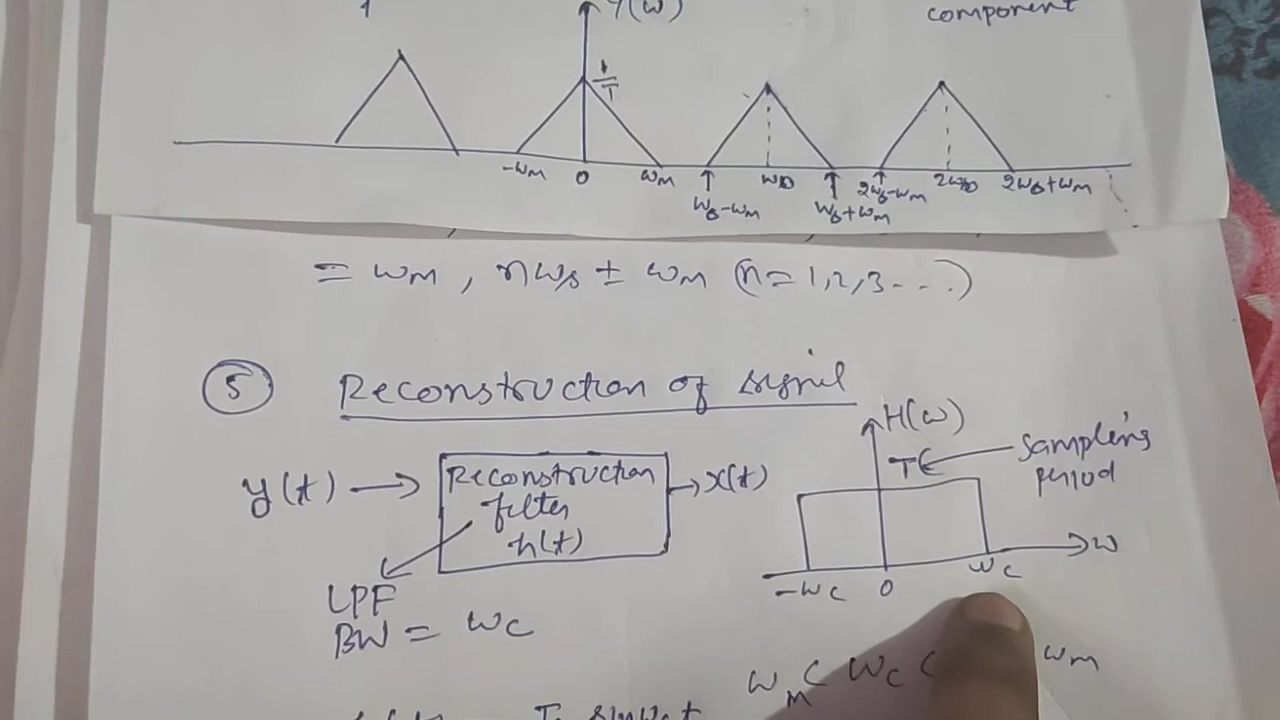 Y(ω)
component
1/T
-ωm 0 ωm ωs 2ωs-ωm 2ωs 2ωs+ωm
ωs-ωm ωs+ωm
= ωm, nωs ± ωm (n=1,2,3....)
5 Reconstruction of signal
H(ω)
T ← Sampling
period
y(t) → Reconstruction → x(t)
filter
h(t)
-ωc 0 ωc → ω
LPF
BW = ωc
ωm < ωc < ωm